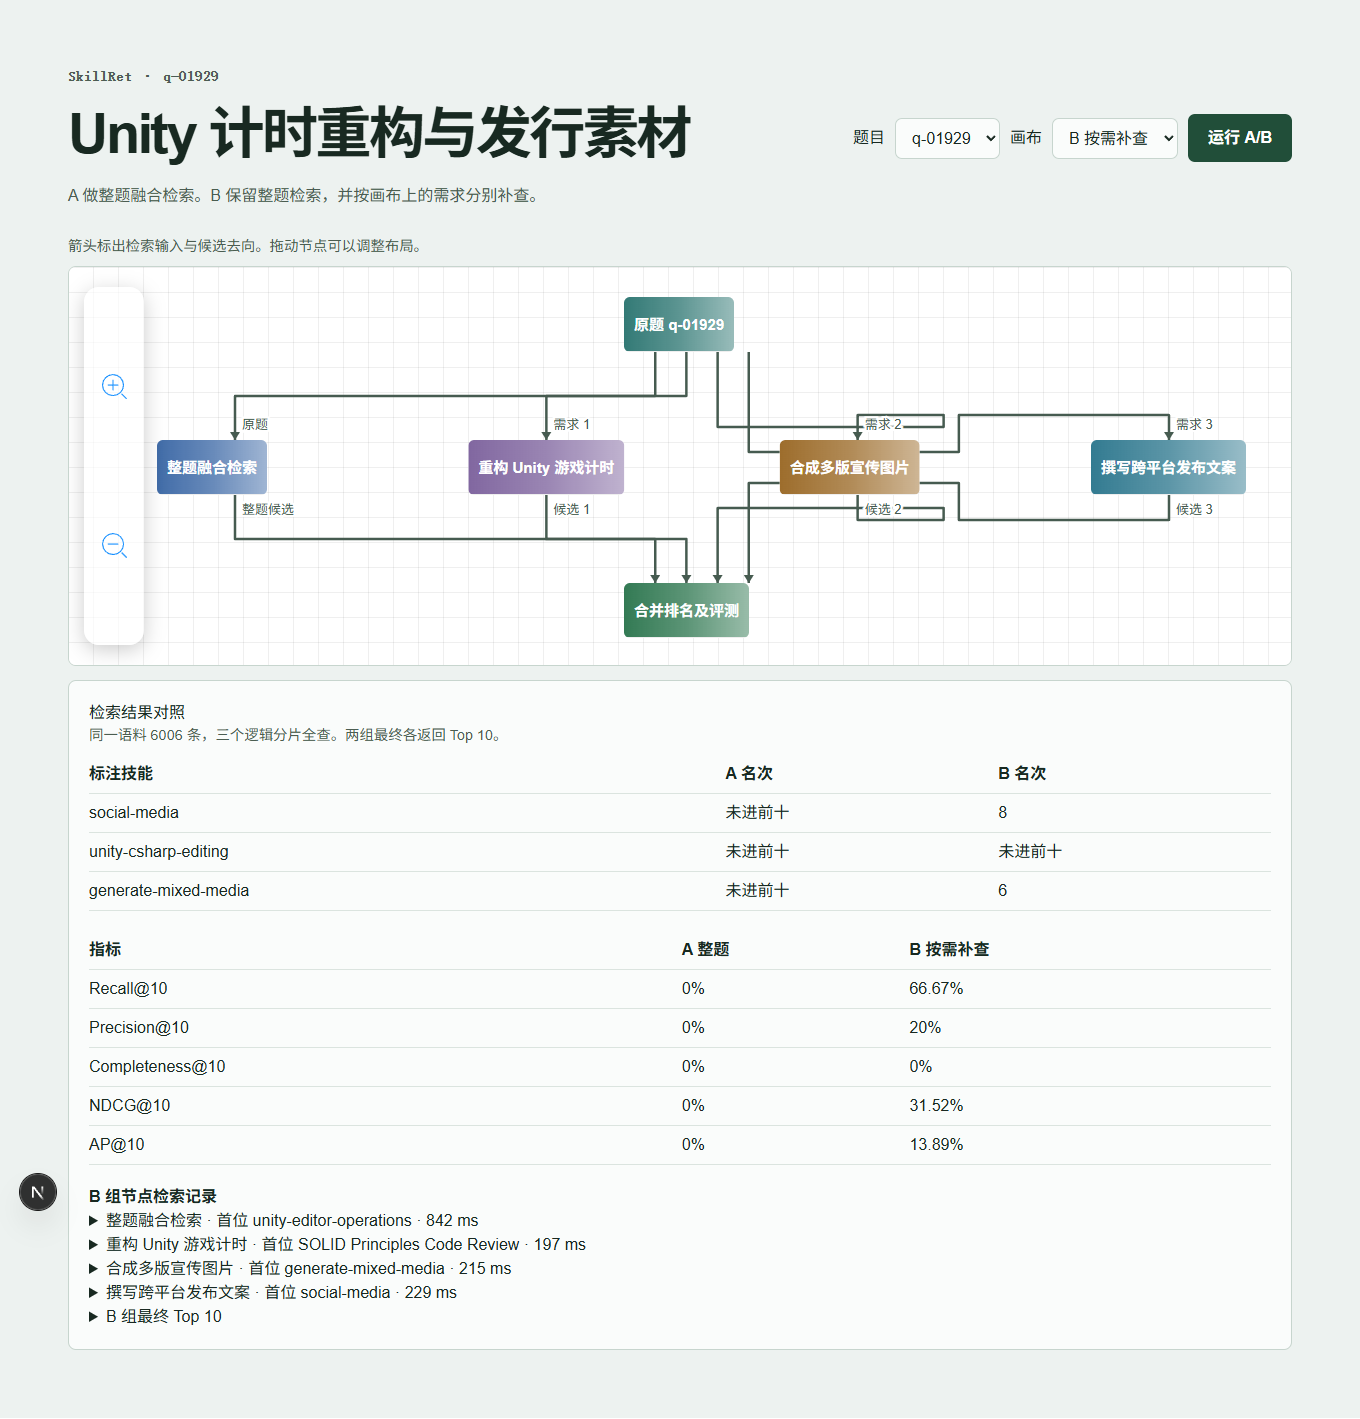 SkillRet · q-01929
Unity 计时重构与发行素材
题目 q-01929 画布 B 按需补查 运行 A/B
A 做整题融合检索。B 保留整题检索，并按画布上的需求分别补查。
箭头标出检索输入与候选去向。拖动节点可以调整布局。
原题 q-01929
原题 需求 1 需求 2 需求 3
整题融合检索 重构 Unity 游戏计时 合成多版宣传图片 撰写跨平台发布文案
整题候选 候选 1 候选 2 候选 3
合并排名及评测
检索结果对照
同一语料 6006 条，三个逻辑分片全查。两组最终各返回 Top 10。
标注技能 A 名次 B 名次
social-media 未进前十 8
unity-csharp-editing 未进前十 未进前十
generate-mixed-media 未进前十 6
指标 A 整题 B 按需补查
Recall@10 0% 66.67%
Precision@10 0% 20%
Completeness@10 0% 0%
NDCG@10 0% 31.52%
AP@10 0% 13.89%
N
B 组节点检索记录
整题融合检索 · 首位 unity-editor-operations · 842 ms
重构 Unity 游戏计时 · 首位 SOLID Principles Code Review · 197 ms
合成多版宣传图片 · 首位 generate-mixed-media · 215 ms
撰写跨平台发布文案 · 首位 social-media · 229 ms
B 组最终 Top 10